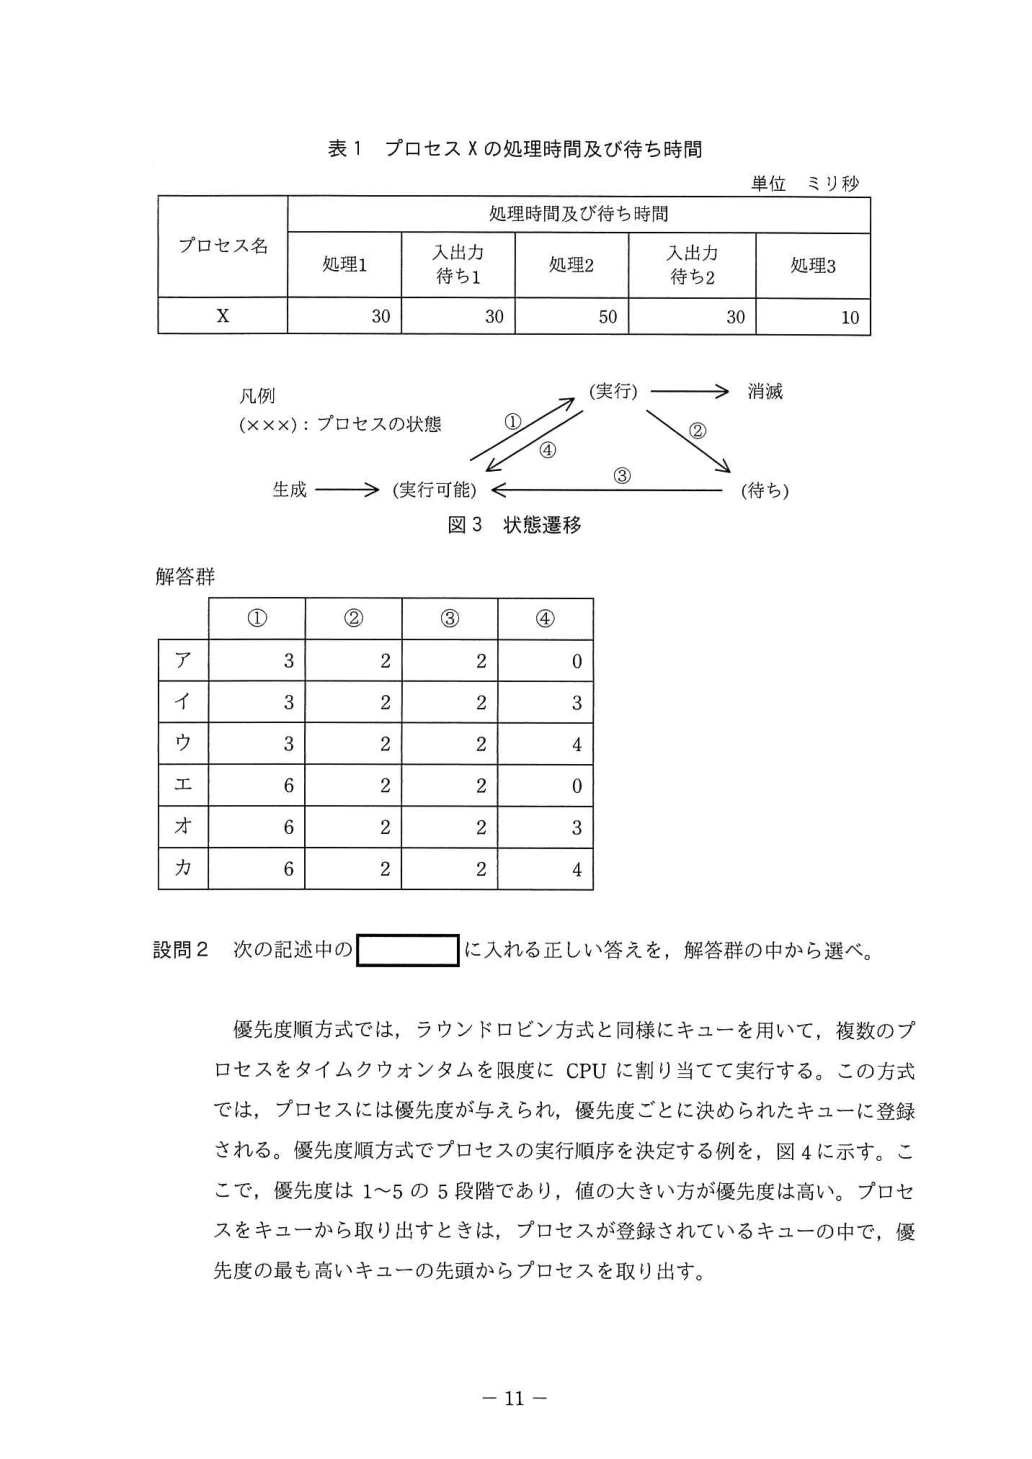 表1 プロセスXの処理時間及び待ち時間
単位 ミリ秒
プロセス名 処理時間及び待ち時間
処理1 入出力待ち1 処理2 入出力待ち2 処理3
X 30 30 50 30 10
凡例
(×××)：プロセスの状態
(実行) 消滅
① ② ④ ③
生成 (実行可能) (待ち)
図3 状態遷移
解答群
① ② ③ ④
ア 3 2 2 0
イ 3 2 2 3
ウ 3 2 2 4
エ 6 2 2 0
オ 6 2 2 3
カ 6 2 2 4
設問2 次の記述中の に入れる正しい答えを，解答群の中から選べ。
優先度順方式では，ラウンドロビン方式と同様にキューを用いて，複数のプ
ロセスをタイムクウォンタムを限度に CPU に割り当てて実行する。この方式
では，プロセスには優先度が与えられ，優先度ごとに決められたキューに登録
される。優先度順方式でプロセスの実行順序を決定する例を，図4に示す。こ
こで，優先度は 1～5 の 5 段階であり，値の大きい方が優先度は高い。プロセ
スをキューから取り出すときは，プロセスが登録されているキューの中で，優
先度の最も高いキューの先頭からプロセスを取り出す。
－ 11 －